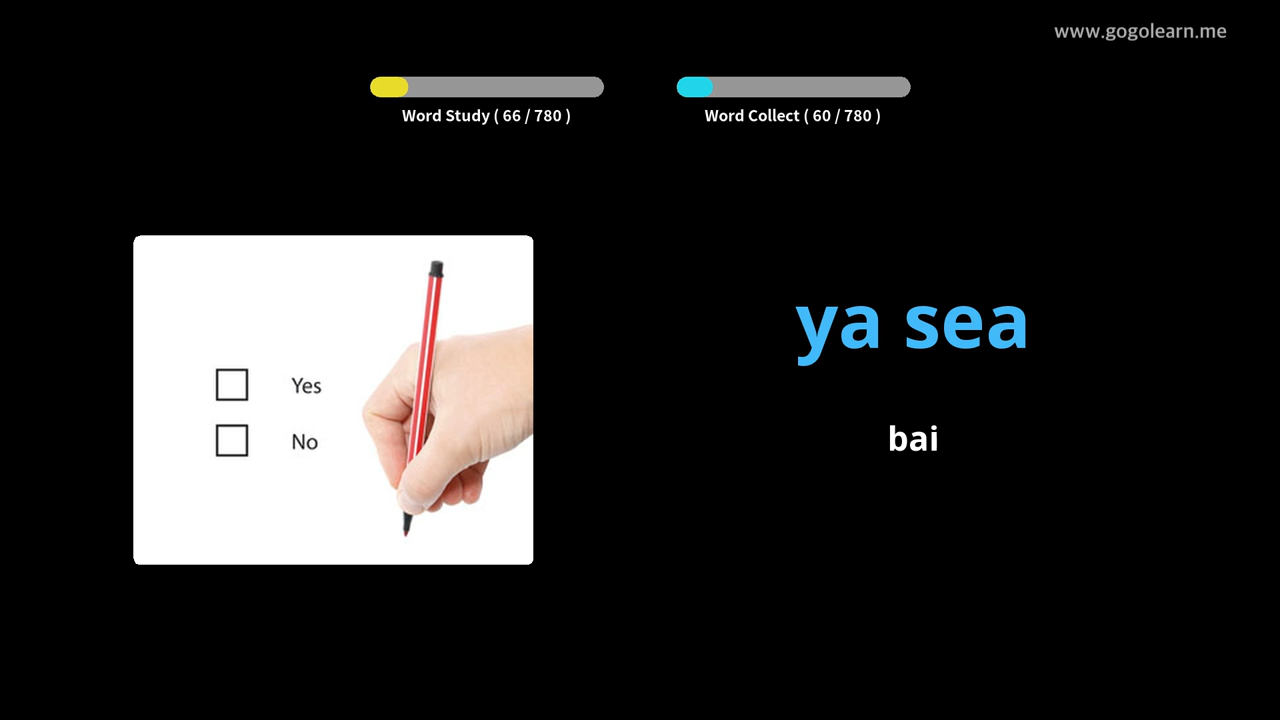 www.gogolearn.me
Word Study ( 66 / 780 )
Word Collect ( 60 / 780 )
Yes
No
ya sea
bai